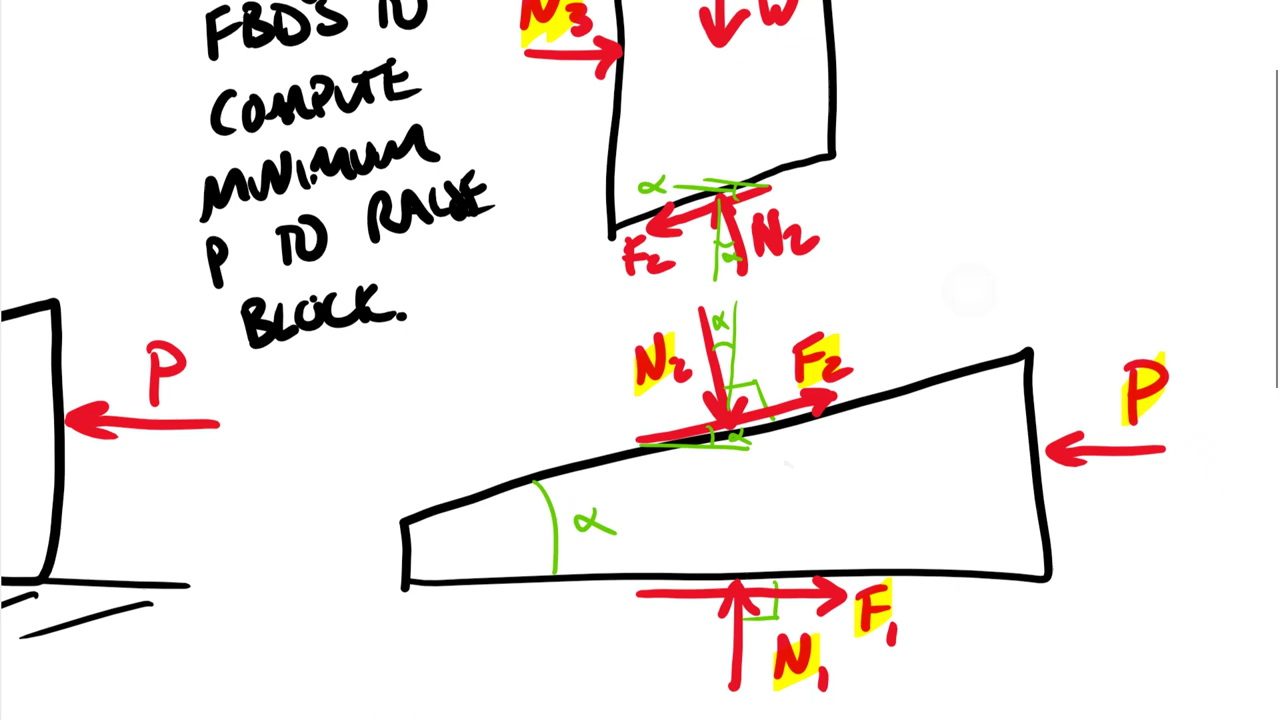 FBDS TO
COMPUTE
MINIMUM
P TO RAISE
BLOCK.
P
N3
W
α
F2
N2
α
α
N2
F2
α
P
α
F1
N1